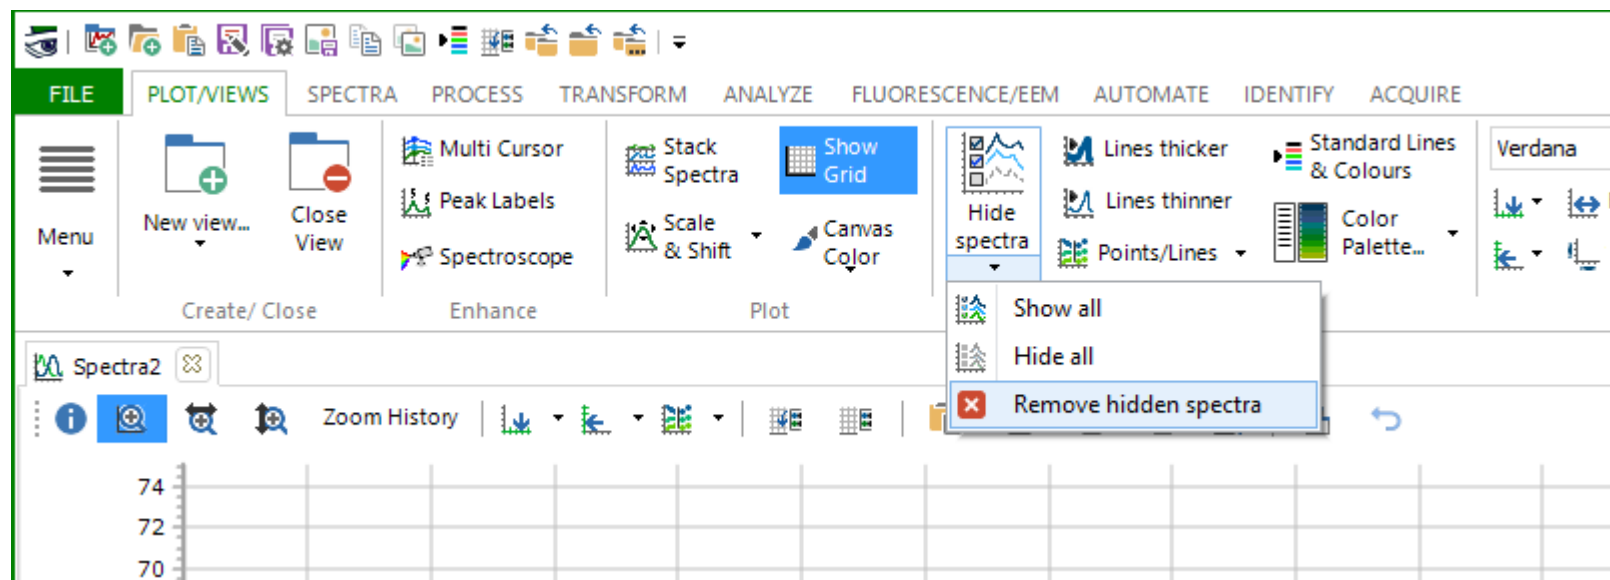 FILE PLOT/VIEWS SPECTRA PROCESS TRANSFORM ANALYZE FLUORESCENCE/EEM AUTOMATE IDENTIFY ACQUIRE
Menu
New view...
Close
View
Create/ Close
Multi Cursor
Peak Labels
Spectroscope
Enhance
Stack
Spectra
Show
Grid
Scale
& Shift
Canvas
Color
Plot
Hide
spectra
Lines thicker
Lines thinner
Points/Lines
Standard Lines
& Colours
Color
Palette...
Verdana
Show all
Hide all
Remove hidden spectra
Spectra2
Zoom History
74
72
70